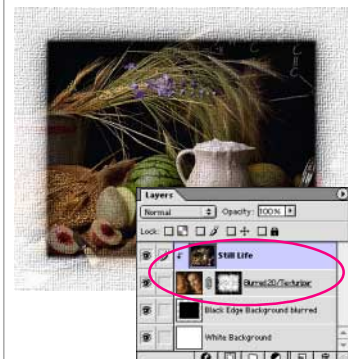 Layers
Normal Opacity: 100%
Lock:
Still Life
Blurred20/Texturizer
Black Edge Background blurred
White Background